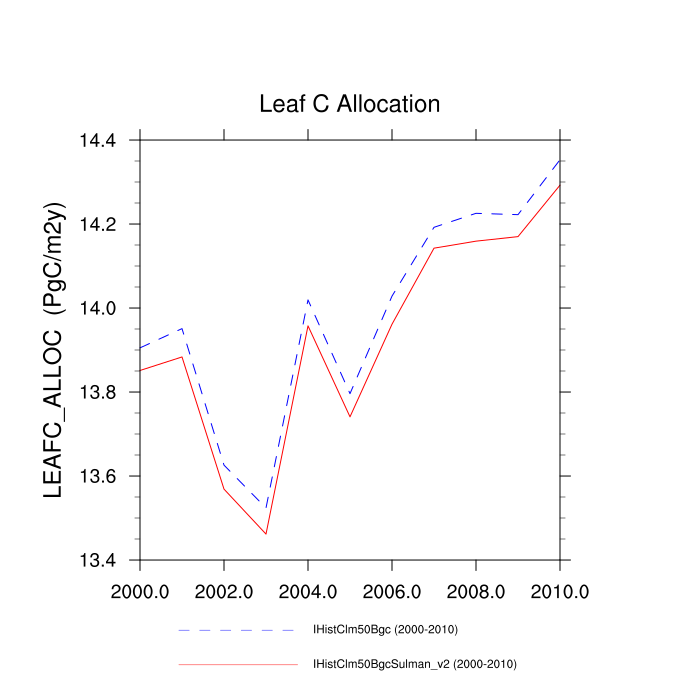 Leaf C Allocation
LEAFC_ALLOC (PgC/m2y)
14.4
14.2
14.0
13.8
13.6
13.4
2000.0 2002.0 2004.0 2006.0 2008.0 2010.0
IHistClm50Bgc (2000-2010)
IHistClm50BgcSulman_v2 (2000-2010)